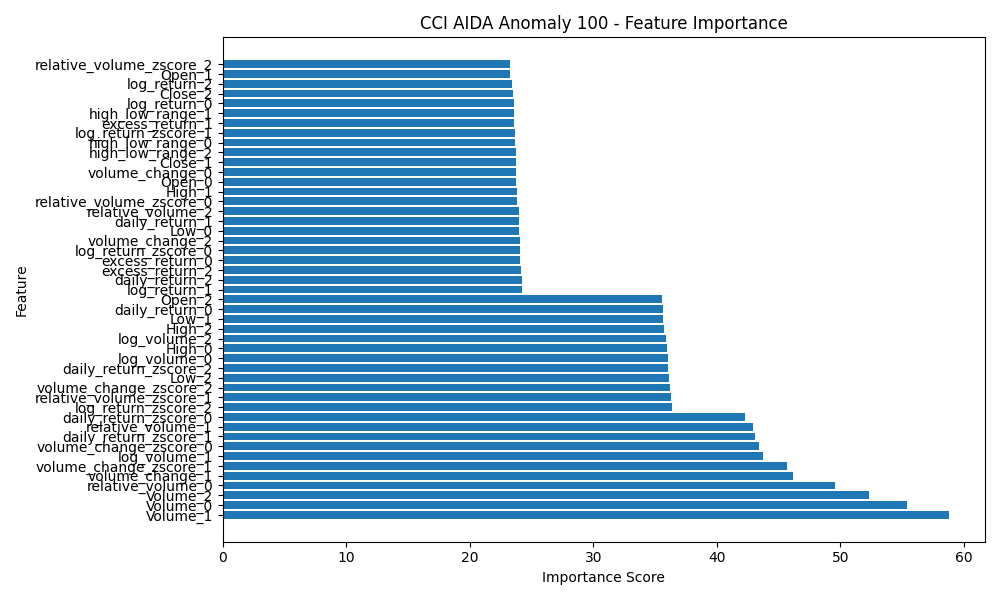 CCI AIDA Anomaly 100 - Feature Importance
relative_volume_zscore_2
Open_1
log_return_2
Close_2
log_return_0
high_low_range_1
excess_return_1
log_return_zscore_1
high_low_range_0
high_low_range_2
Close_1
volume_change_0
Open_0
High_1
relative_volume_zscore_0
relative_volume_2
daily_return_1
Low_0
volume_change_2
log_return_zscore_0
excess_return_0
excess_return_2
daily_return_2
log_return_1
Open_2
daily_return_0
Low_1
High_2
log_volume_2
High_0
log_volume_0
daily_return_zscore_2
Low_2
volume_change_zscore_2
relative_volume_zscore_1
log_return_zscore_2
daily_return_zscore_0
relative_volume_1
daily_return_zscore_1
volume_change_zscore_0
log_volume_1
volume_change_zscore_1
volume_change_1
relative_volume_0
Volume_2
Volume_0
Volume_1
Feature
0 10 20 30 40 50 60
Importance Score